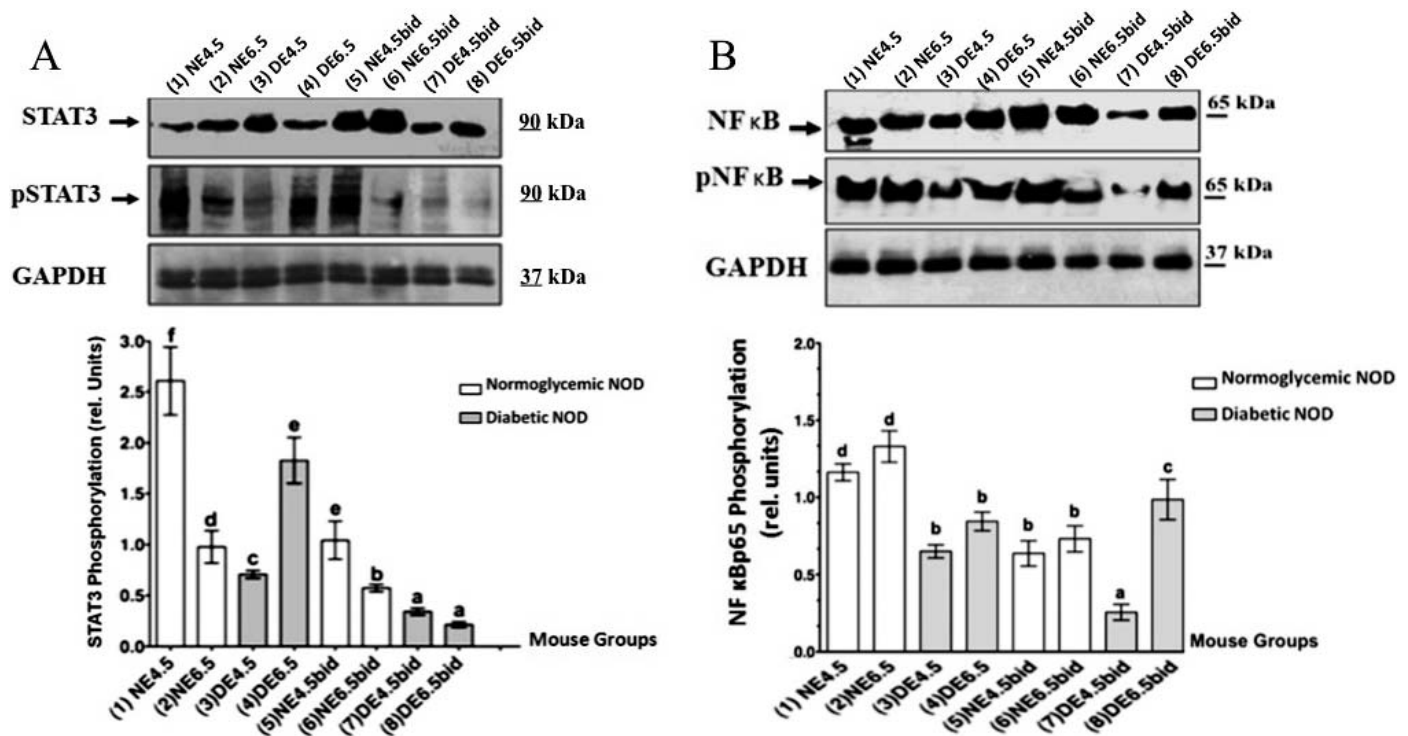 A
(1) NE4.5
(2) NE6.5
(3) DE4.5
(4) DE6.5
(5) NE4.5bid
(6) NE6.5bid
(7) DE4.5bid
(8) DE6.5bid
STAT3
90 kDa
pSTAT3
90 kDa
GAPDH
37 kDa
STAT3 Phosphorylation (rel. Units)
3.0
2.5
2.0
1.5
1.0
0.5
0.0
f
d
c
e
e
b
a
a
Normoglycemic NOD
Diabetic NOD
Mouse Groups
(1) NE4.5
(2)NE6.5
(3)DE4.5
(4)DE6.5
(5)NE4.5bid
(6)NE6.5bid
(7)DE4.5bid
(8)DE6.5bid
B
(1) NE4.5
(2) NE6.5
(3) DE4.5
(4) DE6.5
(5) NE4.5bid
(6) NE6.5bid
(7) DE4.5bid
(8) DE6.5bid
NFκB
65 kDa
pNFκB
65 kDa
GAPDH
37 kDa
NF κBp65 Phosphorylation
(rel. units)
2.0
1.5
1.0
0.5
0.0
d
d
b
b
b
b
a
c
Normoglycemic NOD
Diabetic NOD
Mouse Groups
(1) NE4.5
(2)NE6.5
(3)DE4.5
(4)DE6.5
(5)NE4.5bid
(6)NE6.5bid
(7)DE4.5bid
(8)DE6.5bid